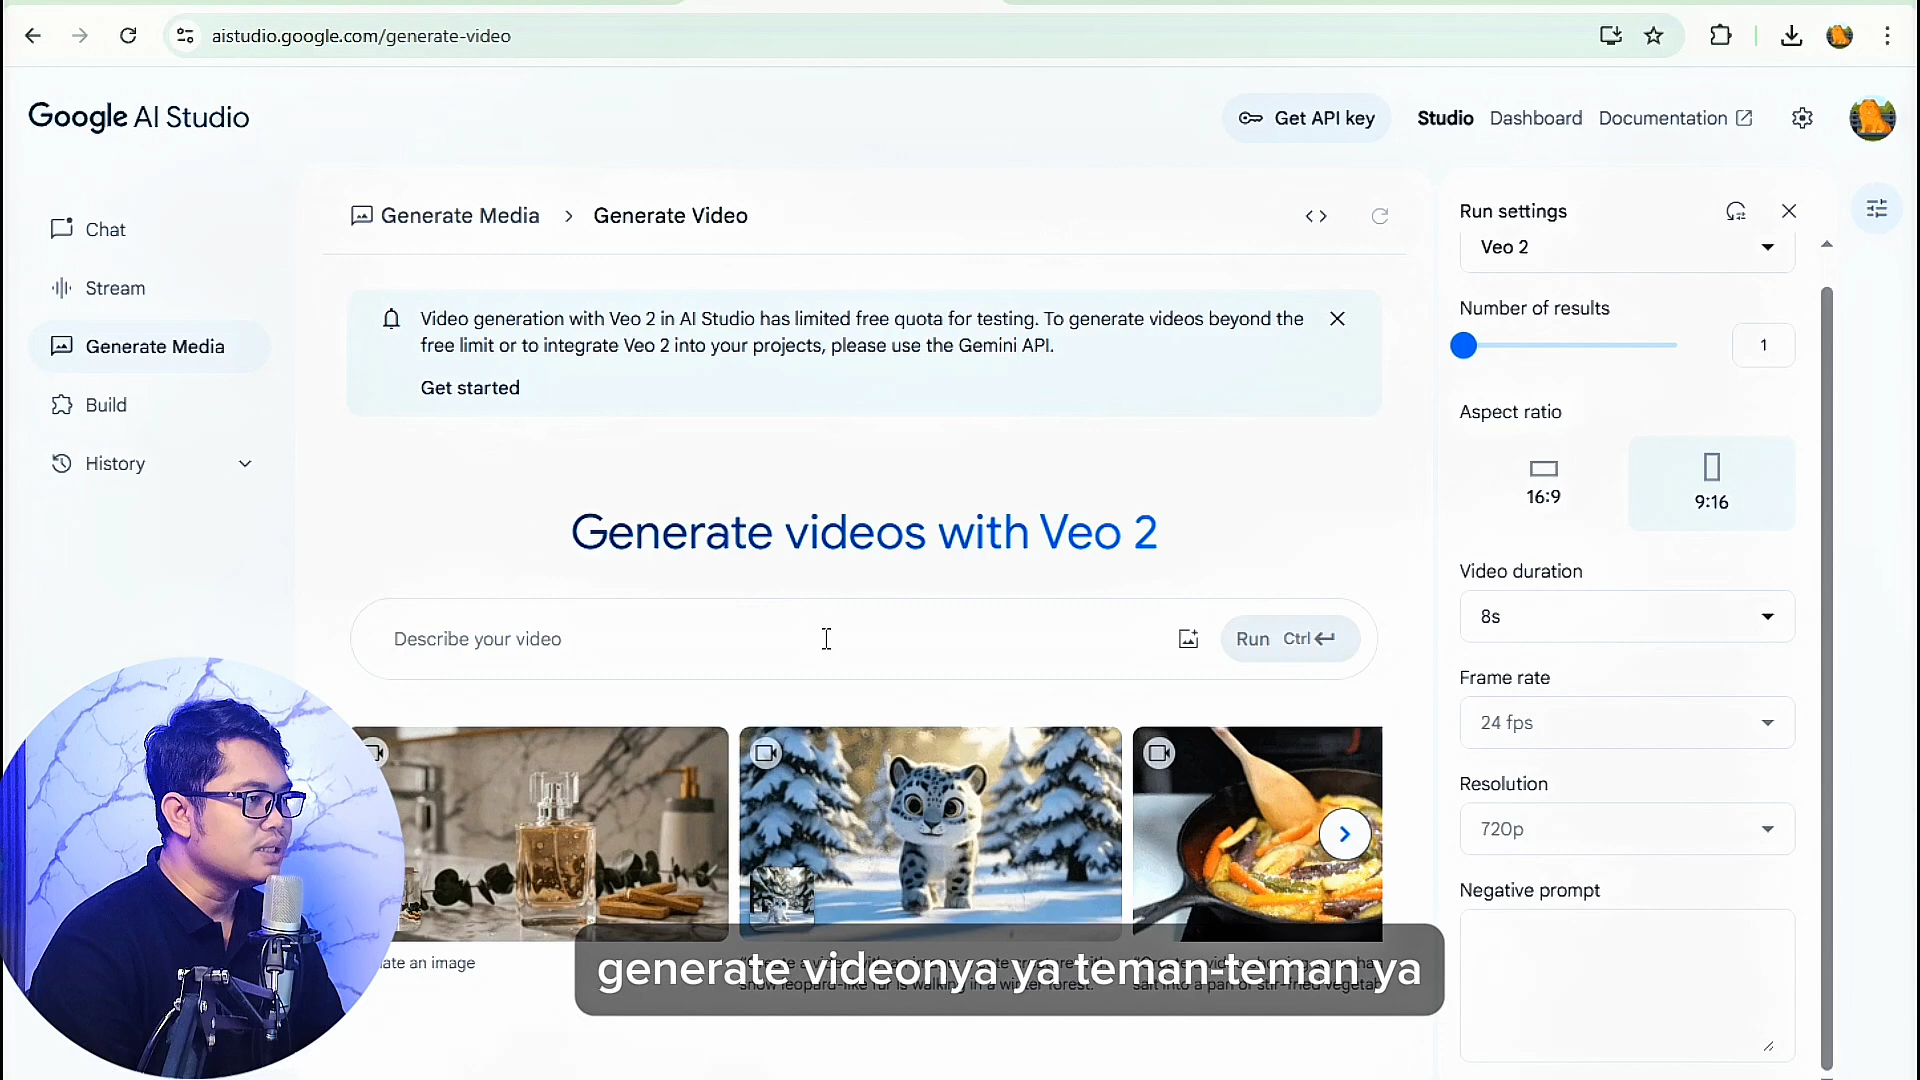 aistudio.google.com/generate-video
Google AI Studio
Get API key
Studio
Dashboard
Documentation
Chat
Stream
Generate Media
Build
History
Generate Media > Generate Video
Video generation with Veo 2 in AI Studio has limited free quota for testing. To generate videos beyond the
free limit or to integrate Veo 2 into your projects, please use the Gemini API.
Get started
Generate videos with Veo 2
Describe your video
Run Ctrl
ate an image
generate videonya ya teman-teman ya
Run settings
Veo 2
Number of results
1
Aspect ratio
16:9
9:16
Video duration
8s
Frame rate
24 fps
Resolution
720p
Negative prompt